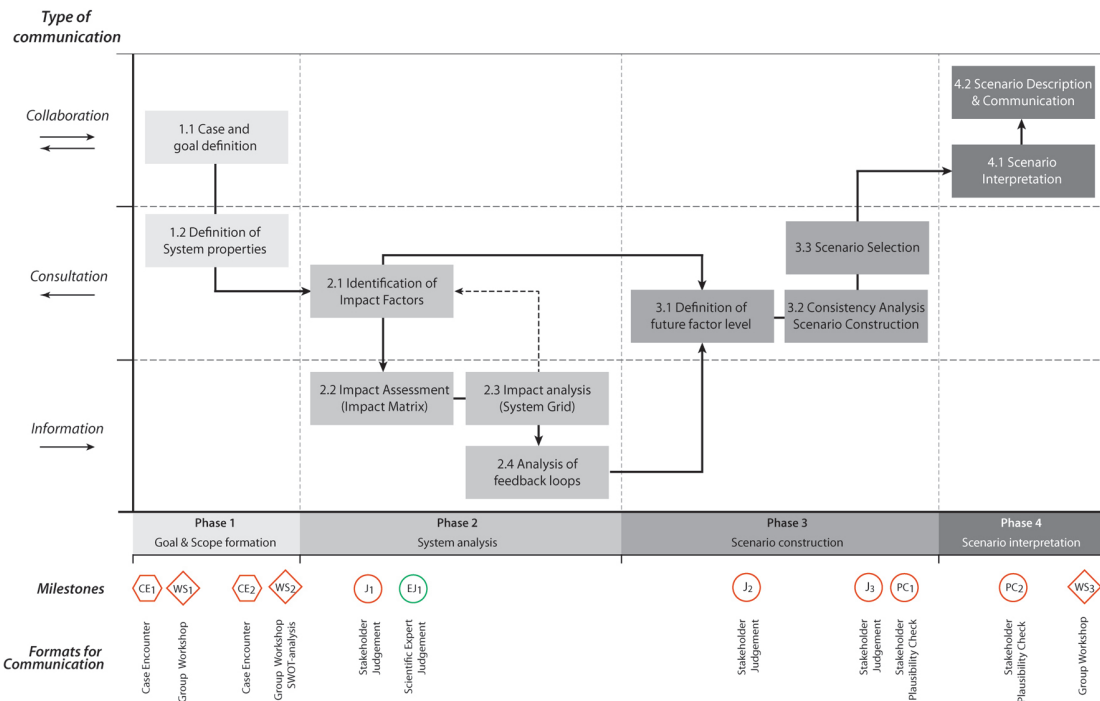 Type of
communication
Collaboration
Consultation
Information
1.1 Case and
goal definition
1.2 Definition of
System properties
2.1 Identification of
Impact Factors
2.2 Impact Assessment
(Impact Matrix)
2.3 Impact analysis
(System Grid)
2.4 Analysis of
feedback loops
3.1 Definition of
future factor level
3.2 Consistency Analysis
Scenario Construction
3.3 Scenario Selection
4.1 Scenario
Interpretation
4.2 Scenario Description
& Communication
Phase 1
Goal & Scope formation
Phase 2
System analysis
Phase 3
Scenario construction
Phase 4
Scenario interpretation
Milestones
CE1
WS1
CE2
WS2
J1
EJ1
J2
J3
PC1
PC2
WS3
Formats for
Communication
Case Encounter
Group Workshop
Case Encounter
Group Workshop
SWOT-analysis
Stakeholder
Judgement
Scientific Expert
Judgement
Stakeholder
Judgement
Stakeholder
Judgement
Stakeholder
Plausibility Check
Stakeholder
Plausibility Check
Group Workshop